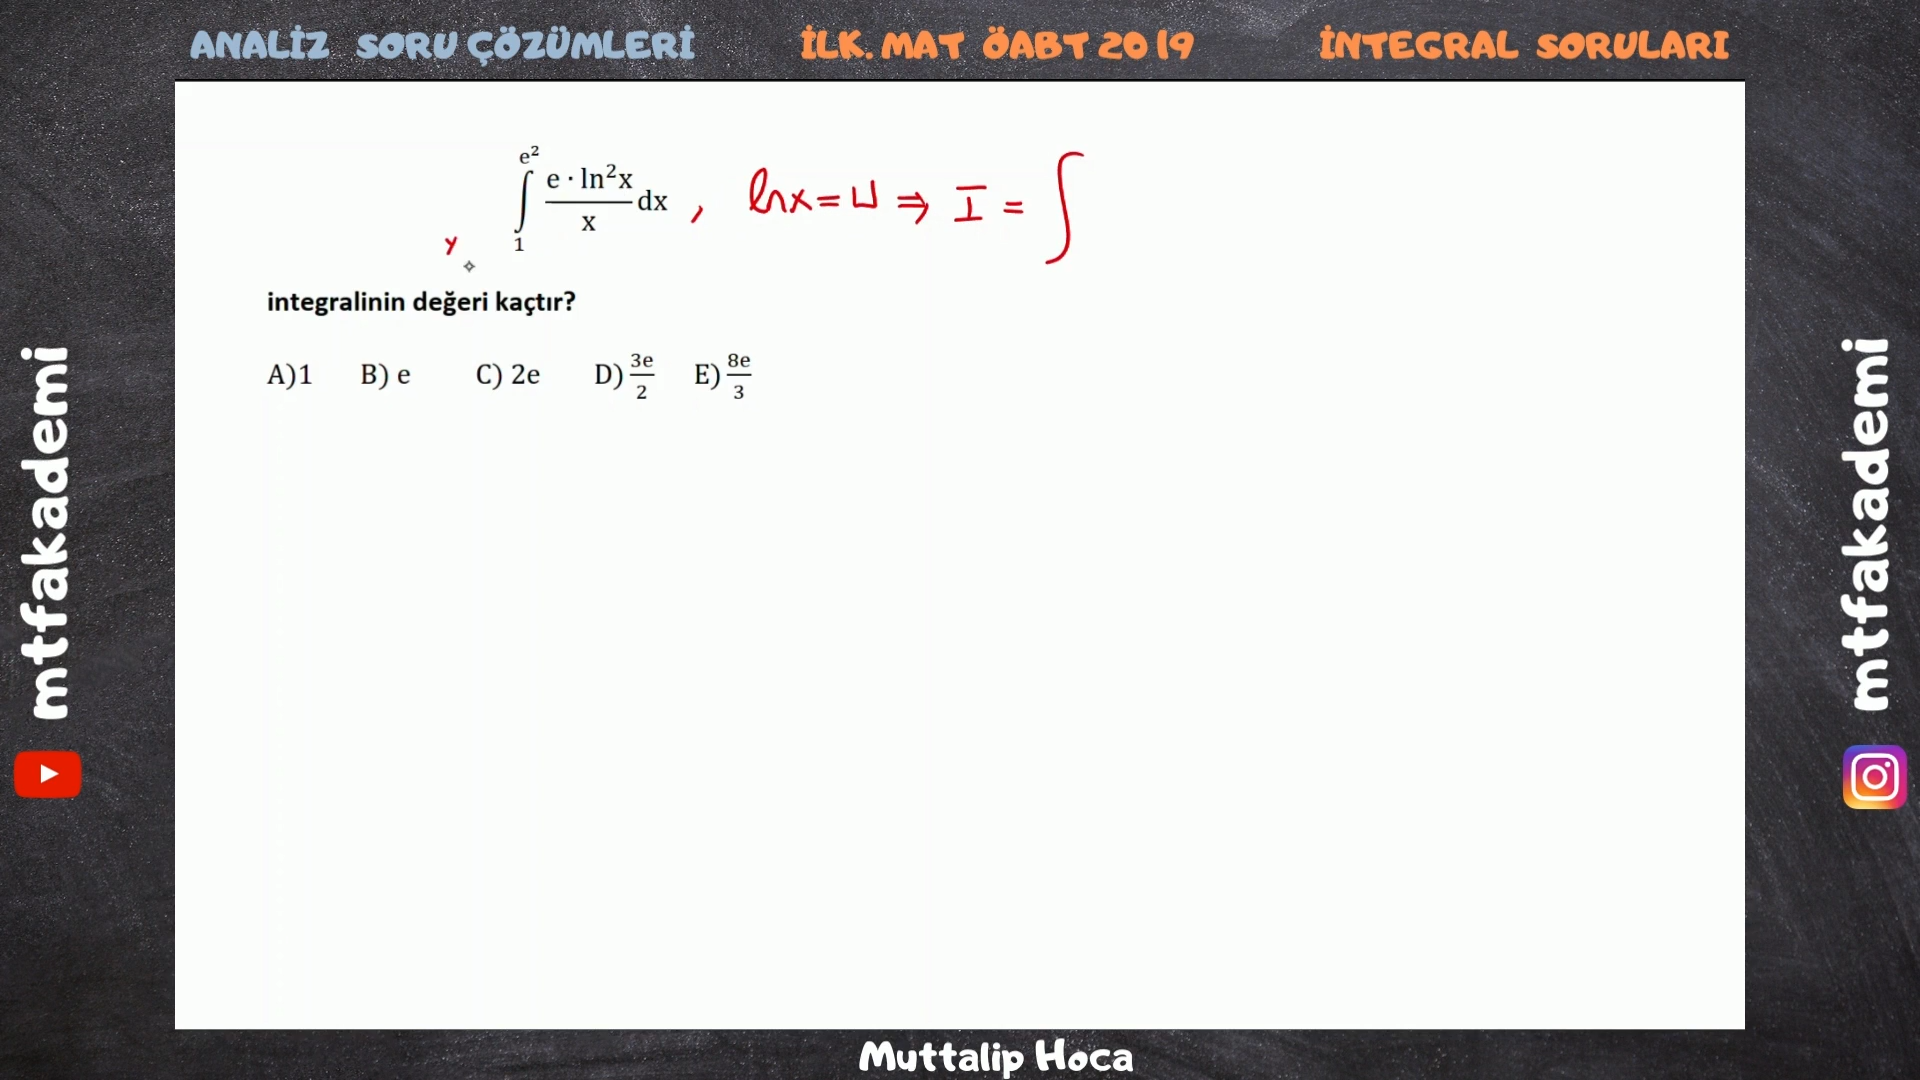 ANALİZ SORU ÇÖZÜMLERİ İLK. MAT ÖABT 2019 İNTEGRAL SORULARI
∫₁^{e²} (e · ln²x)/x dx , lnx = u ⇒ I = ∫
x
integralinin değeri kaçtır?
A)1 B) e C) 2e D) 3e/2 E) 8e/3
mtfakademi
mtfakademi
Muttalip Hoca